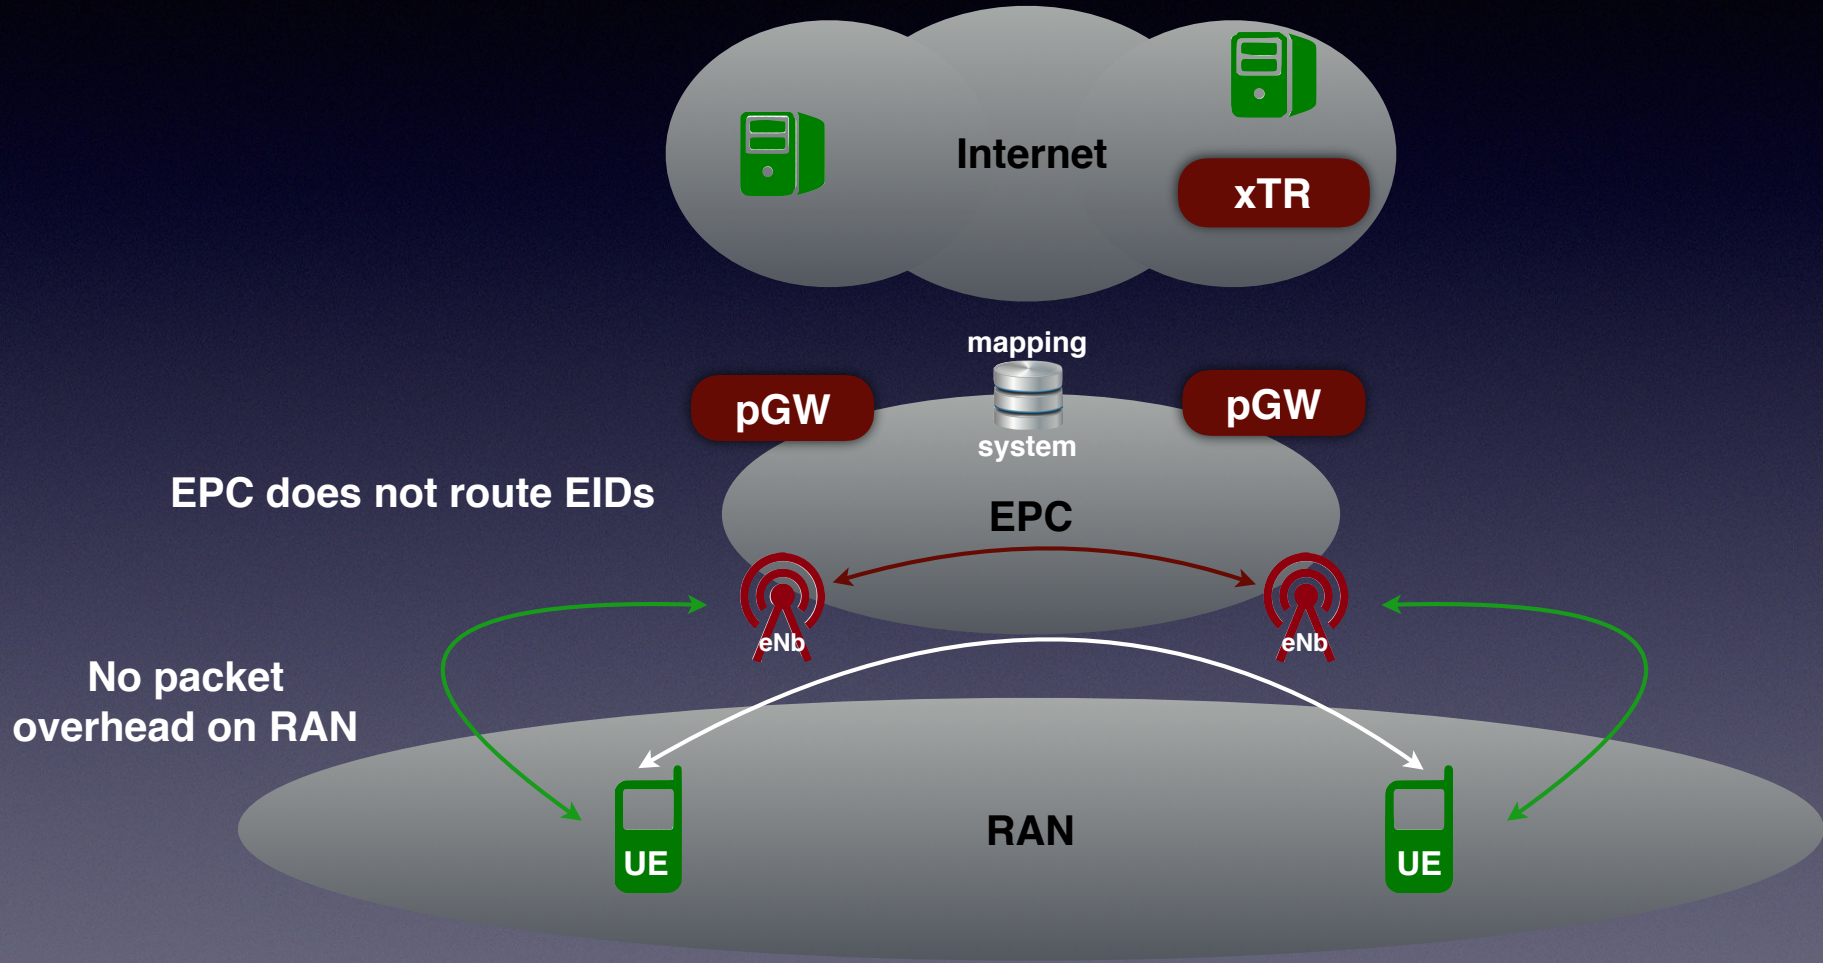 Internet
xTR
mapping
system
pGW
pGW
EPC does not route EIDs
EPC
eNb
eNb
No packet
overhead on RAN
RAN
UE
UE